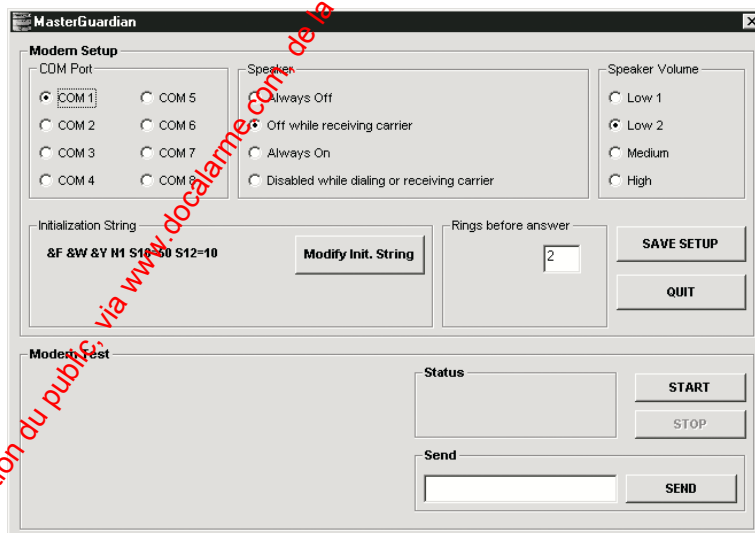 MasterGuardian
Modem Setup
COM Port
COM 1
COM 5
COM 2
COM 6
COM 3
COM 7
COM 4
COM 8
Speaker
Always Off
Off while receiving carrier
Always On
Disabled while dialing or receiving carrier
Speaker Volume
Low 1
Low 2
Medium
High
Initialization String
&F &W &Y N1 S10=60 S12=10
Modify Init. String
Rings before answer
2
SAVE SETUP
QUIT
Modem Test
Status
START
STOP
Send
SEND
du public, via www.docalarme.com, de la